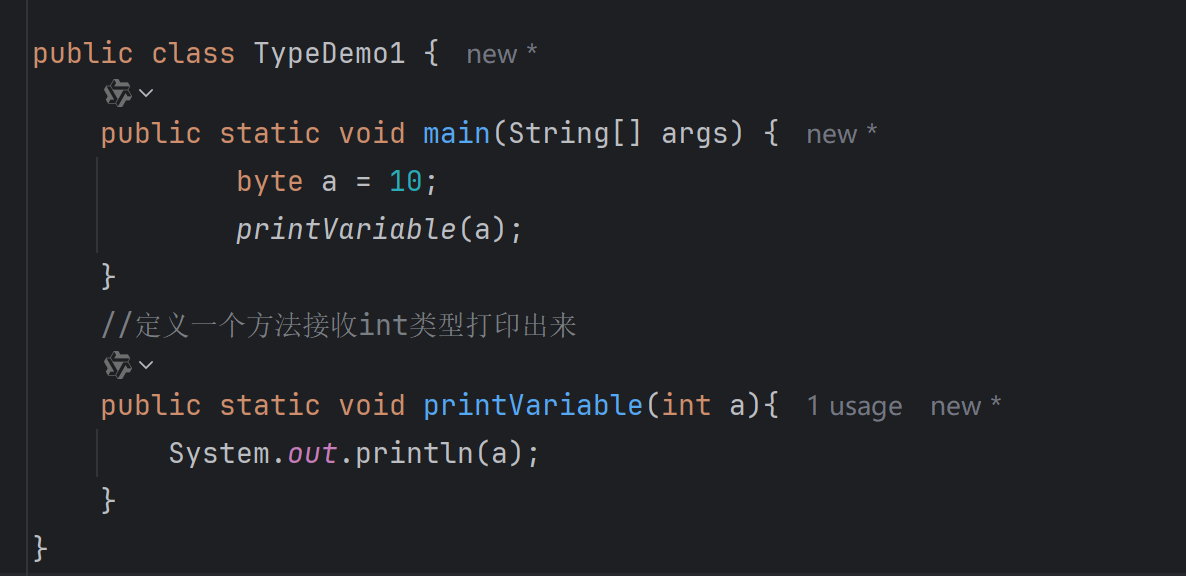 public class TypeDemo1 { new *
public static void main(String[] args) { new *
byte a = 10;
printVariable(a);
}
//定义一个方法接收int类型打印出来
public static void printVariable(int a){ 1 usage new *
System.out.println(a);
}
}